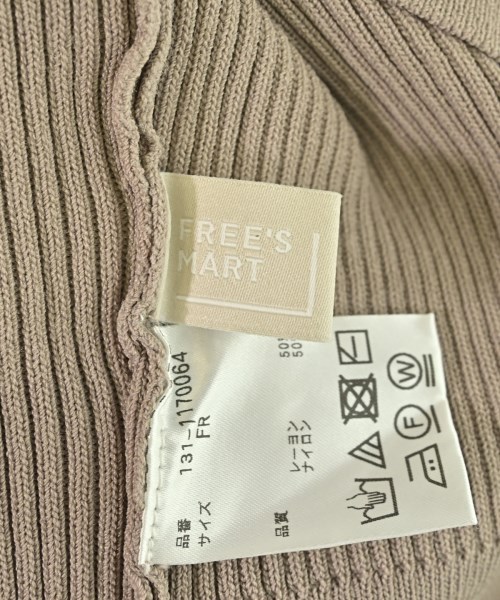 FREE'S
MART
品番 131-1170064
サイズ FR
品質 レーヨン 50%
ナイロン 50%
P
W